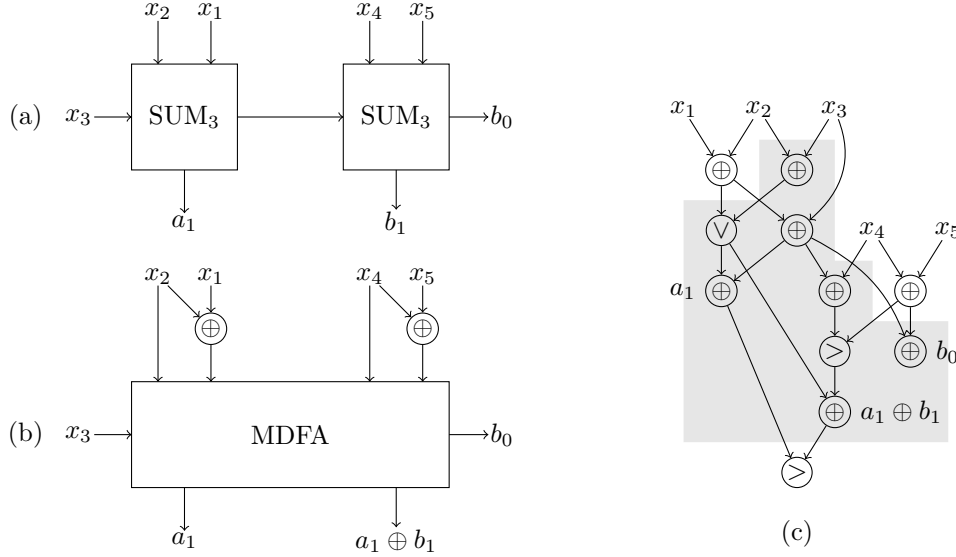 x₂ x₁ x₄ x₅
(a) x₃ SUM₃ SUM₃ b₀
a₁ b₁
x₂ x₁ x₄ x₅
⊕ ⊕
(b) x₃ MDFA b₀
a₁ a₁ ⊕ b₁
x₁ x₂ x₃
⊕ ⊕
∨ ⊕ x₄ x₅
a₁ ⊕ ⊕ ⊕
> ⊕ b₀
⊕ a₁ ⊕ b₁
>
(c)